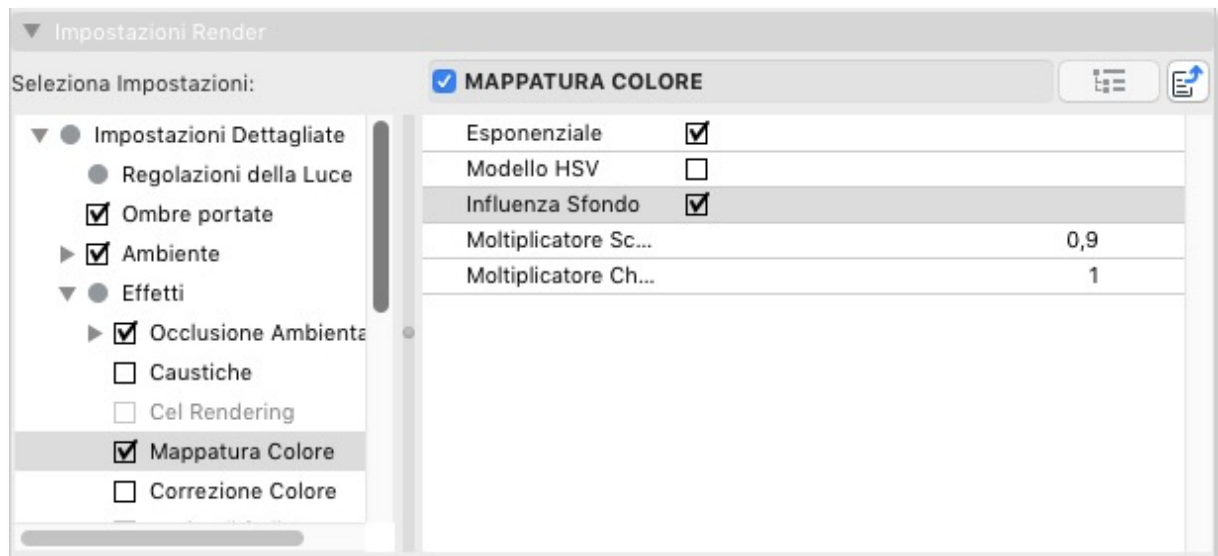 Impostazioni Render
Seleziona Impostazioni:
MAPPATURA COLORE
Impostazioni Dettagliate
Regolazioni della Luce
Ombre portate
Ambiente
Effetti
Occlusione Ambienta
Caustiche
Cel Rendering
Mappatura Colore
Correzione Colore
Esponenziale
Modello HSV
Influenza Sfondo
Moltiplicatore Sc... 0,9
Moltiplicatore Ch... 1